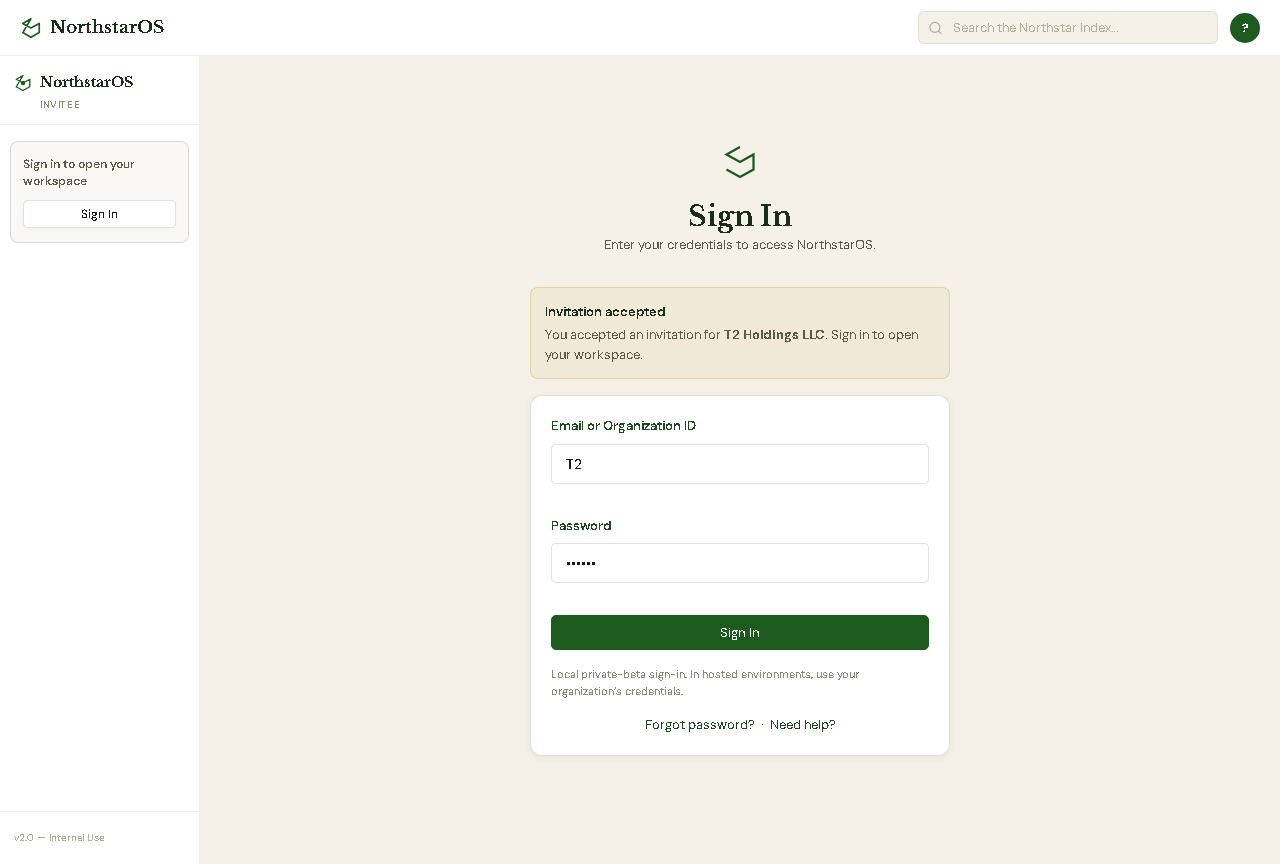 NorthstarOS
Search the Northstar Index...
?
NorthstarOS
INVITEE
Sign in to open your
workspace
Sign In
v2.0 — Internal Use
Sign In
Enter your credentials to access NorthstarOS.
Invitation accepted
You accepted an invitation for T2 Holdings LLC. Sign in to open
your workspace.
Email or Organization ID
T2
Password
••••••
Sign In
Local private-beta sign-in. In hosted environments, use your
organization's credentials.
Forgot password? · Need help?